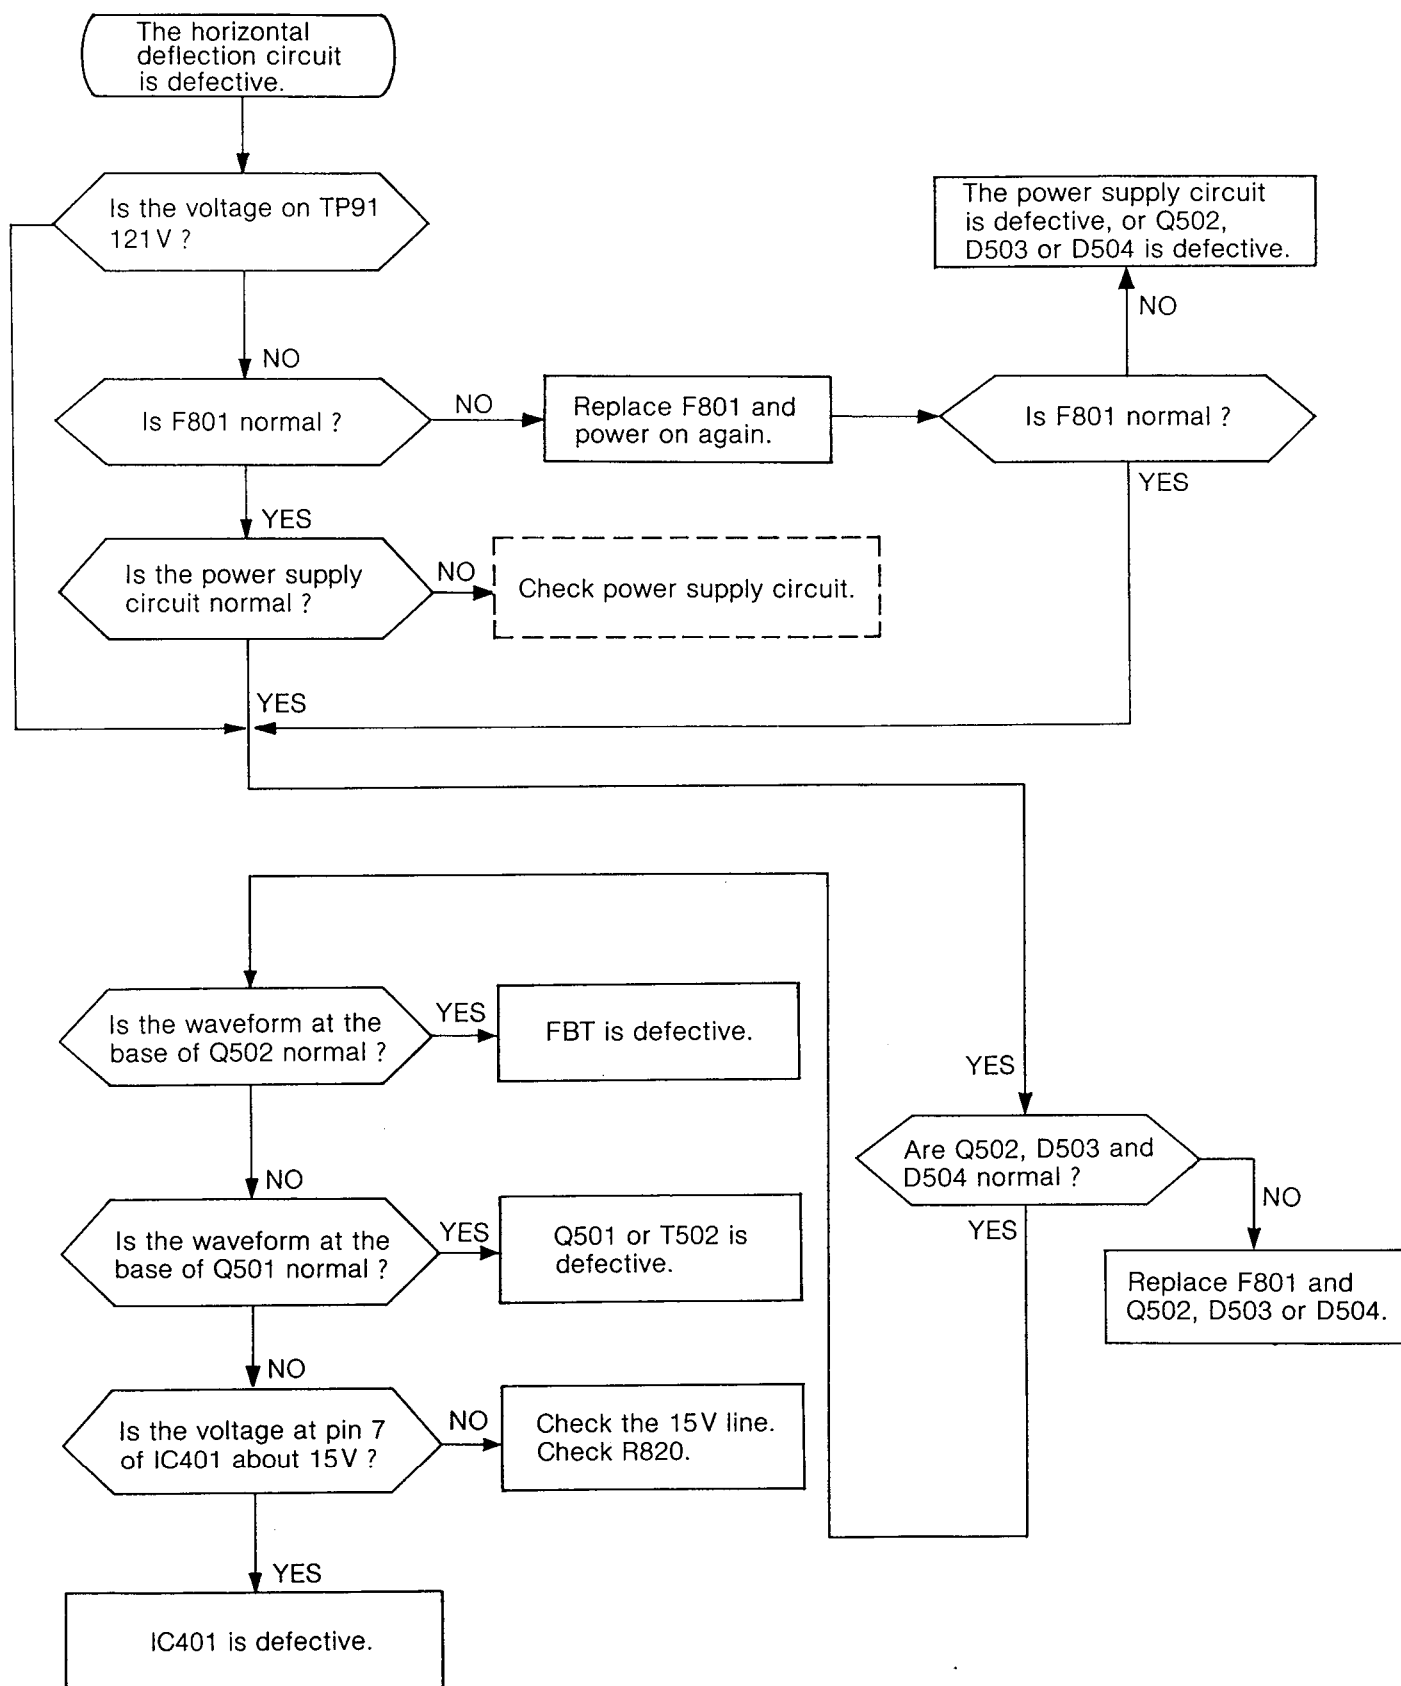 The horizontal
deflection circuit
is defective.
Is the voltage on TP91
121V ?
The power supply circuit
is defective, or Q502,
D503 or D504 is defective.
NO
NO
Is F801 normal ?
NO
Replace F801 and
power on again.
Is F801 normal ?
YES
YES
Is the power supply
circuit normal ?
NO
Check power supply circuit.
YES
Is the waveform at the
base of Q502 normal ?
YES
FBT is defective.
YES
Are Q502, D503 and
D504 normal ?
NO
YES
NO
Is the waveform at the
base of Q501 normal ?
YES
Q501 or T502 is
defective.
Replace F801 and
Q502, D503 or D504.
NO
Is the voltage at pin 7
of IC401 about 15V ?
NO
Check the 15V line.
Check R820.
YES
IC401 is defective.